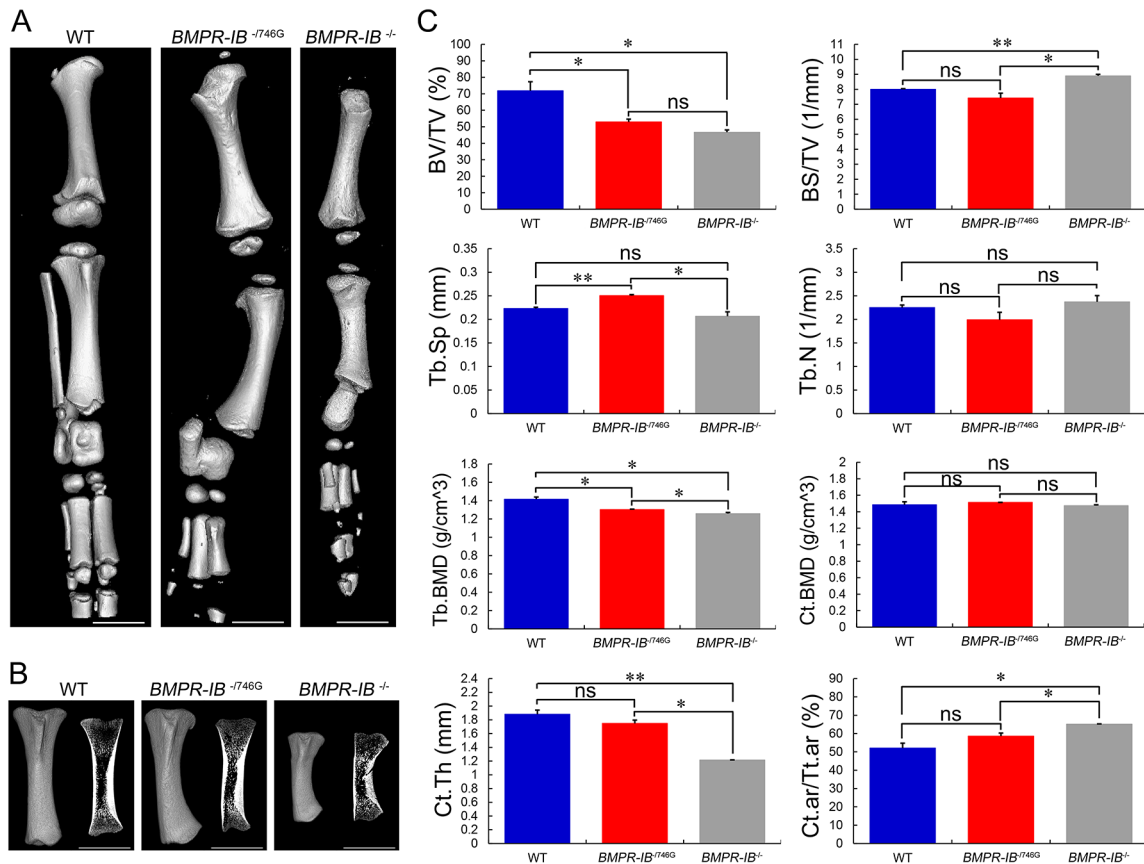 A
WT
BMPR-IB -/746G
BMPR-IB -/-
B
WT
BMPR-IB -/746G
BMPR-IB -/-
C
BV/TV (%)
100
90
80
70
60
50
40
30
20
10
0
*
*
ns
WT
BMPR-IB-/746G
BMPR-IB-/-
BS/TV (1/mm)
11
10
9
8
7
6
5
4
3
2
1
0
**
ns
*
WT
BMPR-IB-/746G
BMPR-IB-/-
Tb.Sp (mm)
0.35
0.3
0.25
0.2
0.15
0.1
0.05
0
ns
**
*
WT
BMPR-IB-/746G
BMPR-IB-/-
Tb.N (1/mm)
3.5
3
2.5
2
1.5
1
0.5
0
ns
ns
ns
WT
BMPR-IB-/746G
BMPR-IB-/-
Tb.BMD (g/cm^3)
1.8
1.6
1.4
1.2
1
0.8
0.6
0.4
0.2
0
*
*
*
WT
BMPR-IB-/746G
BMPR-IB-/-
Ct.BMD (g/cm^3)
2
1.8
1.6
1.4
1.2
1
0.8
0.6
0.4
0.2
0
ns
ns
ns
WT
BMPR-IB-/746G
BMPR-IB-/-
Ct.Th (mm)
2.4
2.2
2
1.8
1.6
1.4
1.2
1
0.8
0.6
0.4
0.2
0
**
ns
*
WT
BMPR-IB-/746G
BMPR-IB-/-
Ct.ar/Tt.ar (%)
90
80
70
60
50
40
30
20
10
0
*
ns
*
WT
BMPR-IB-/746G
BMPR-IB-/-